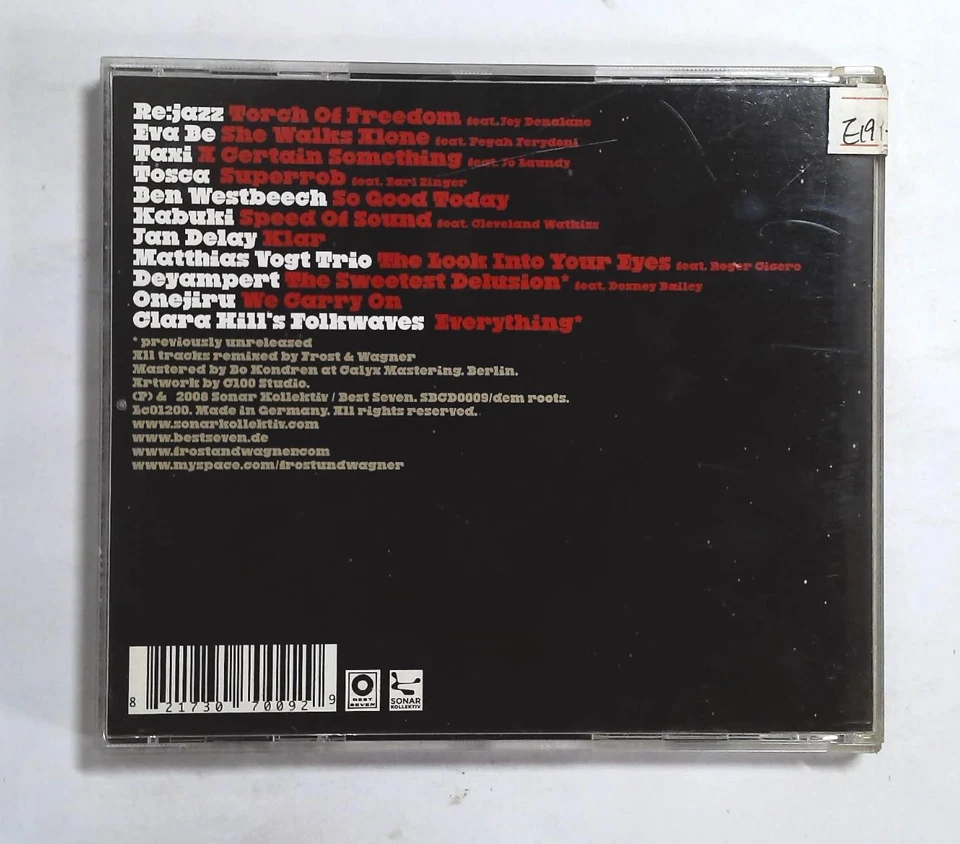 Re:jazz Torch Of Freedom feat. Joy Denalane
Eva Be She Walks Alone feat. Pegah Ferydoni
Taxi A Certain Something feat. Jo Laundy
Tosca Superrob feat. Earl Zinger
Ben Westbeech So Good Today
Kabuki Speed Of Sound feat. Cleveland Watkiss
Jan Delay Klar
Matthias Vogt Trio The Look Into Your Eyes feat. Roger Cicero
Deyampert The Sweetest Delusion* feat. Desney Bailey
Onejiru We Carry On
Clara Hill's Folkwaves Everything*
* previously unreleased
All tracks remixed by Frost & Wagner
Mastered by Bo Kondren at Calyx Mastering, Berlin.
Artwork by C100 Studio.
(P) & 2008 Sonar Kollektiv / Best Seven. SBCD0009/dem roots.
Lc01200. Made in Germany. All rights reserved.
www.sonarkollektiv.com
www.bestseven.de
www.frostandwagner.com
www.myspace.com/frostundwagner
8 21730 70092 9
BEST SEVEN
SONAR KOLLEKTIV